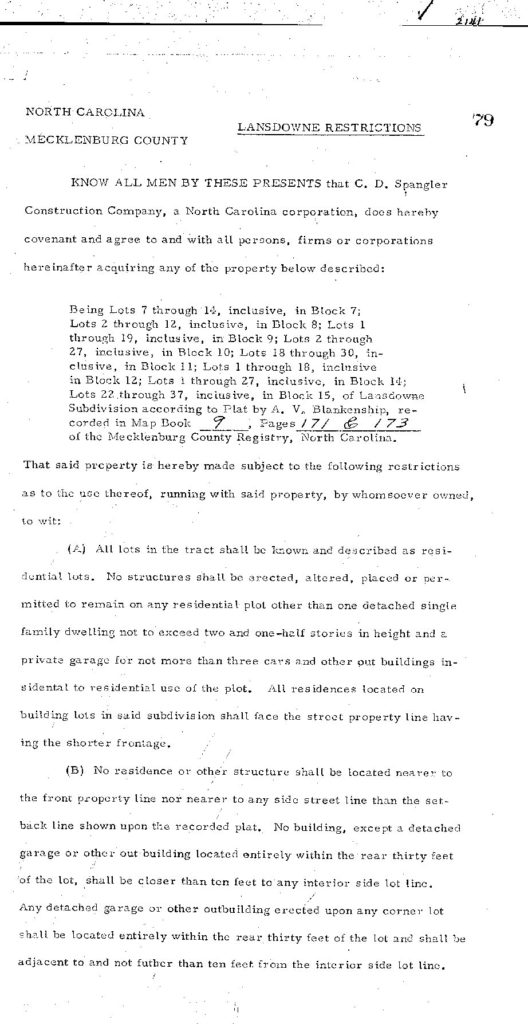 2141
NORTH CAROLINA
LANSDOWNE RESTRICTIONS
79
MECKLENBURG COUNTY
KNOW ALL MEN BY THESE PRESENTS that C. D. Spangler
Construction Company, a North Carolina corporation, does hereby
covenant and agree to and with all persons, firms or corporations
hereinafter acquiring any of the property below described:
Being Lots 7 through 14, inclusive, in Block 7;
Lots 2 through 12, inclusive, in Block 8; Lots 1
through 19, inclusive, in Block 9; Lots 2 through
27, inclusive, in Block 10; Lots 18 through 30, in-
clusive, in Block 11; Lots 1 through 18, inclusive
in Block 12; Lots 1 through 27, inclusive, in Block 14;
Lots 22 through 37, inclusive, in Block 15, of Lansdowne
Subdivision according to Plat by A. V. Blankenship, re-
corded in Map Book 9, Pages 171 & 173
of the Mecklenburg County Registry, North Carolina.
That said property is hereby made subject to the following restrictions
as to the use thereof, running with said property, by whomsoever owned,
to wit:
(A) All lots in the tract shall be known and described as resi-
dential lots. No structures shall be erected, altered, placed or per-
mitted to remain on any residential plot other than one detached single
family dwelling not to exceed two and one-half stories in height and a
private garage for not more than three cars and other out buildings in-
sidental to residential use of the plot. All residences located on
building lots in said subdivision shall face the street property line hav-
ing the shorter frontage.
(B) No residence or other structure shall be located nearer to
the front property line nor nearer to any side street line than the set-
back line shown upon the recorded plat. No building, except a detached
garage or other out building located entirely within the rear thirty feet
of the lot, shall be closer than ten feet to any interior side lot line.
Any detached garage or other outbuilding erected upon any corner lot
shall be located entirely within the rear thirty feet of the lot and shall be
adjacent to and not futher than ten feet from the interior side lot line.